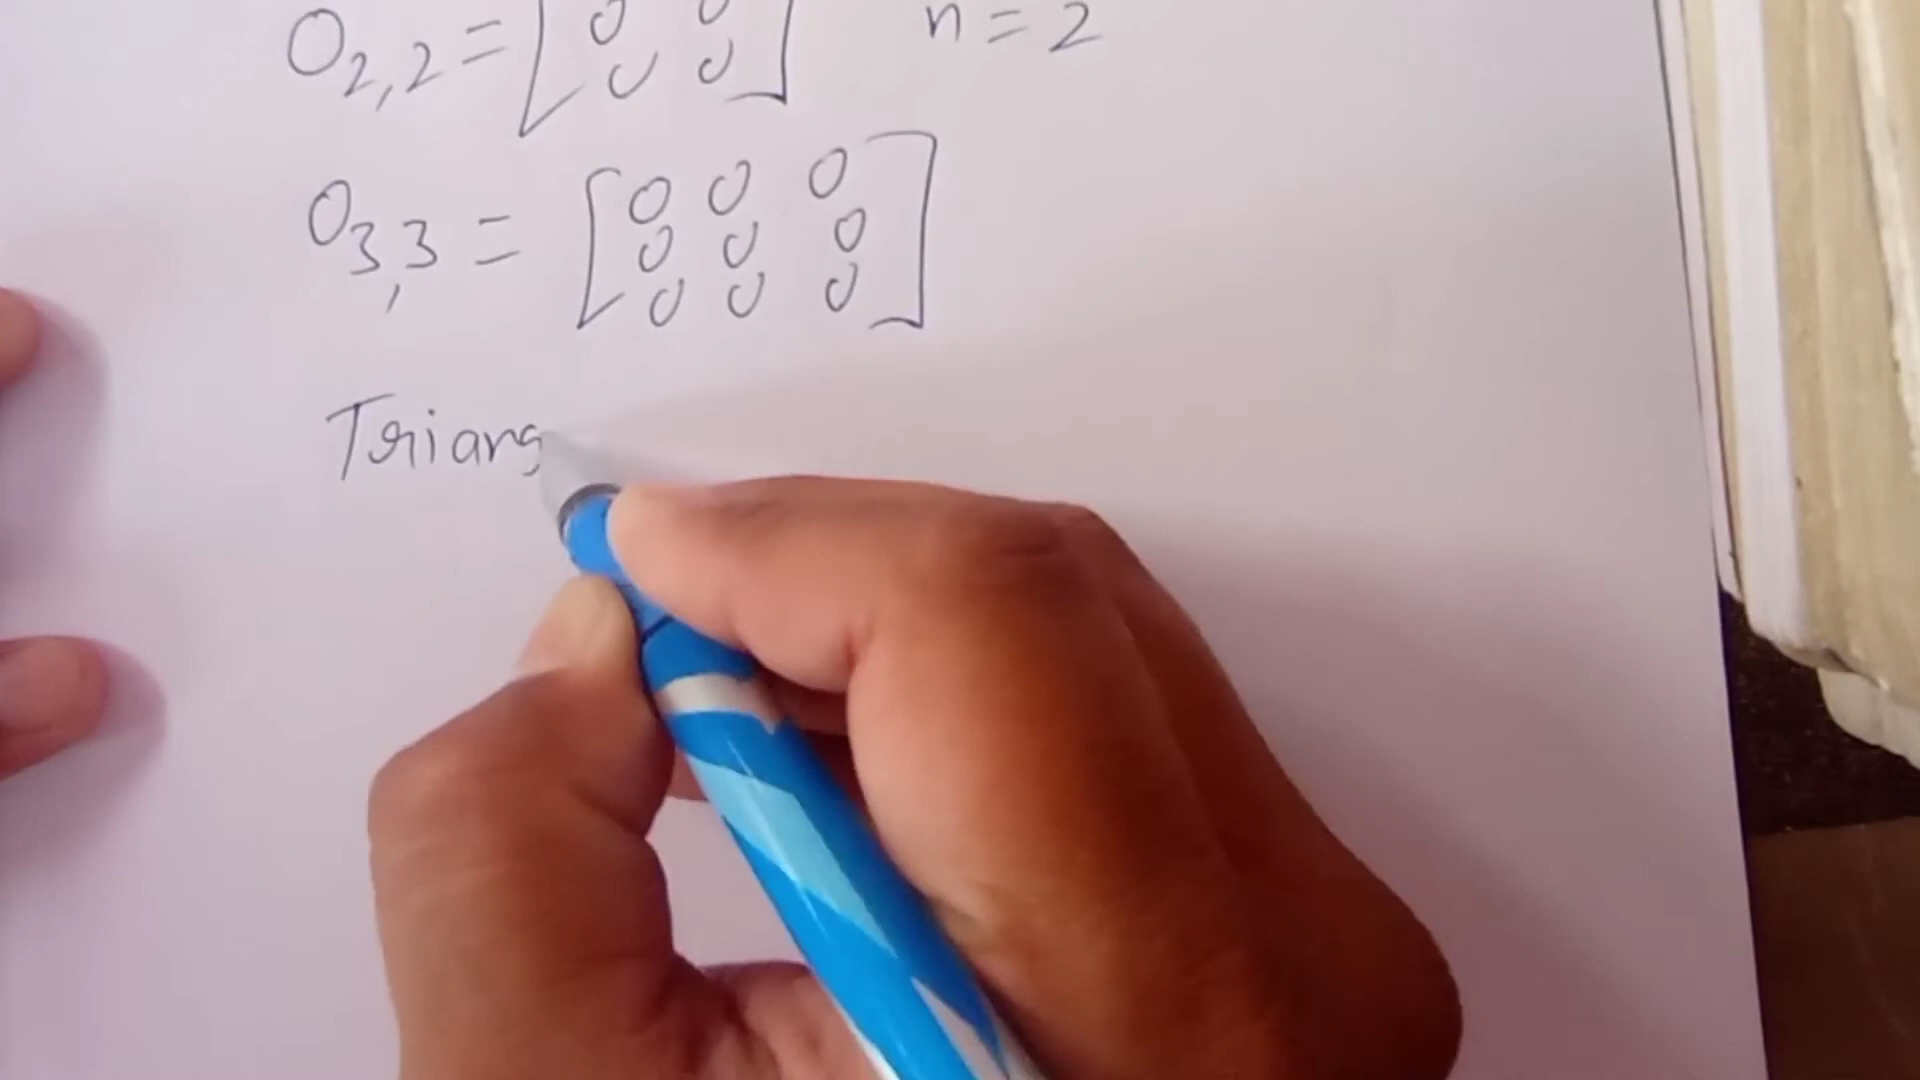 O2,2 = [0 0
0 0] n = 2
O3,3 = [0 0 0
0 0 0
0 0 0]
Triang